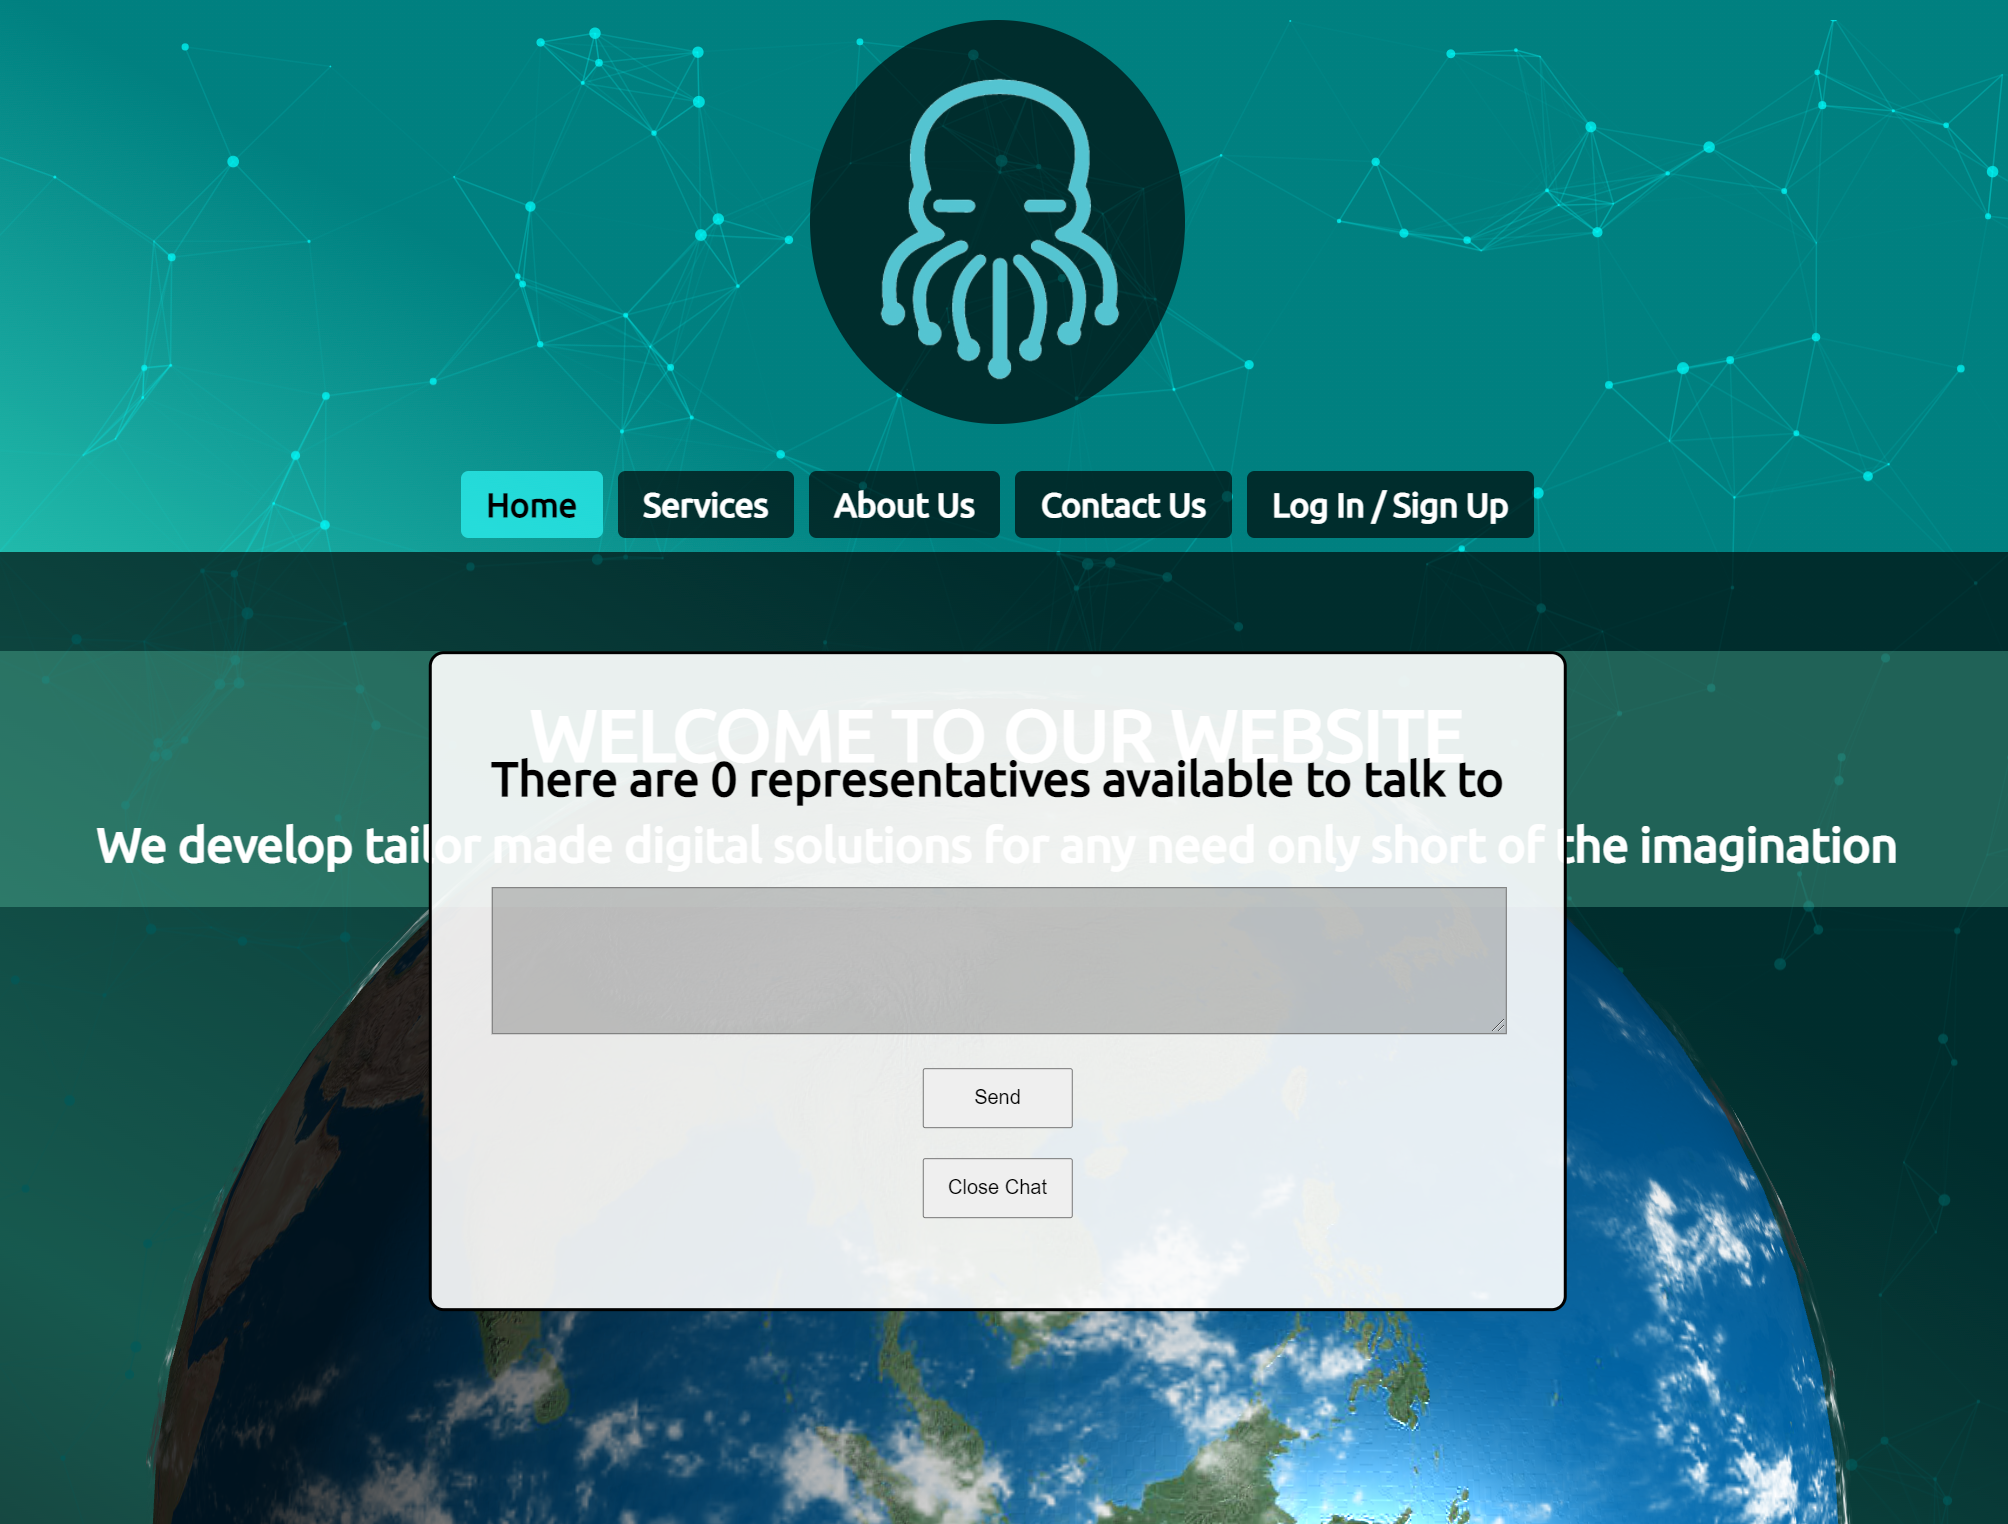 Home
Services
About Us
Contact Us
Log In / Sign Up
WELCOME TO OUR WEBSITE
There are 0 representatives available to talk to
We develop tailor made digital solutions for any need only short of the imagination
Send
Close Chat